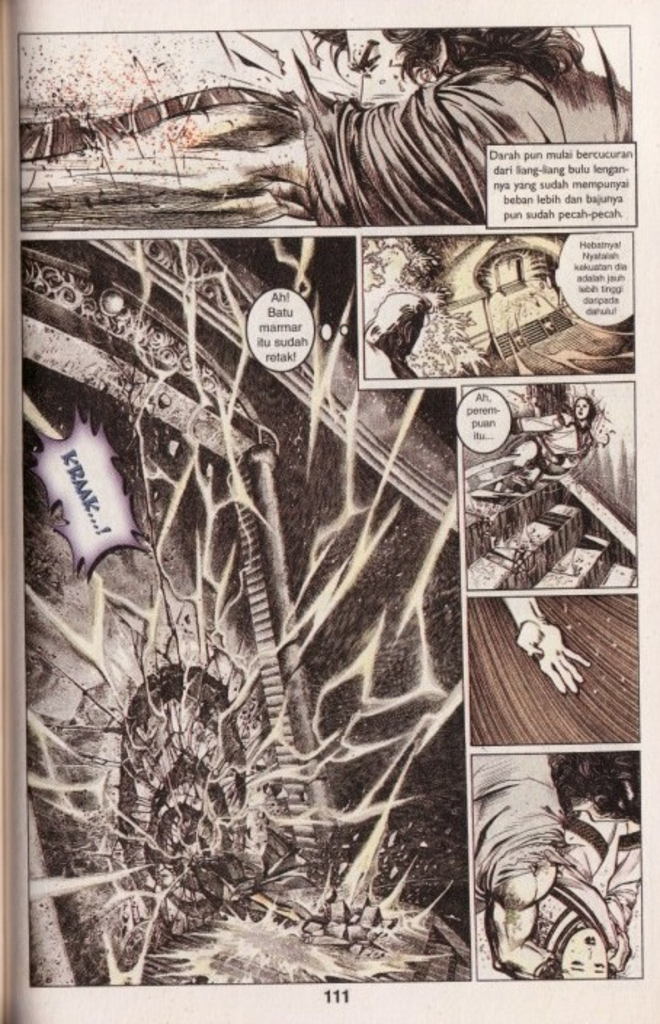 Darah pun mulai bercucuran
dari liang-liang bulu lengan-
nya yang sudah mempunyai
beban lebih dan bajunya
pun sudah pecah-pecah.
Ah!
Batu
marmar
itu sudah
retak!
Hebatnya!
Nyatalah
kekuatan dia
adalah jauh
lebih tinggi
daripada
dahulu!
KRAAK...!
Ah,
perem-
puan
itu...
111